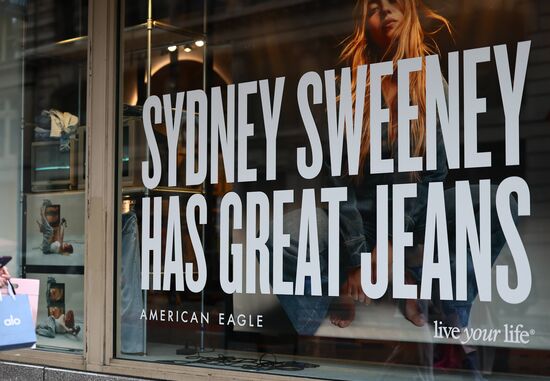 SYDNEY SWEENEY
HAS GREAT JEANS
AMERICAN EAGLE
live your life®
alo